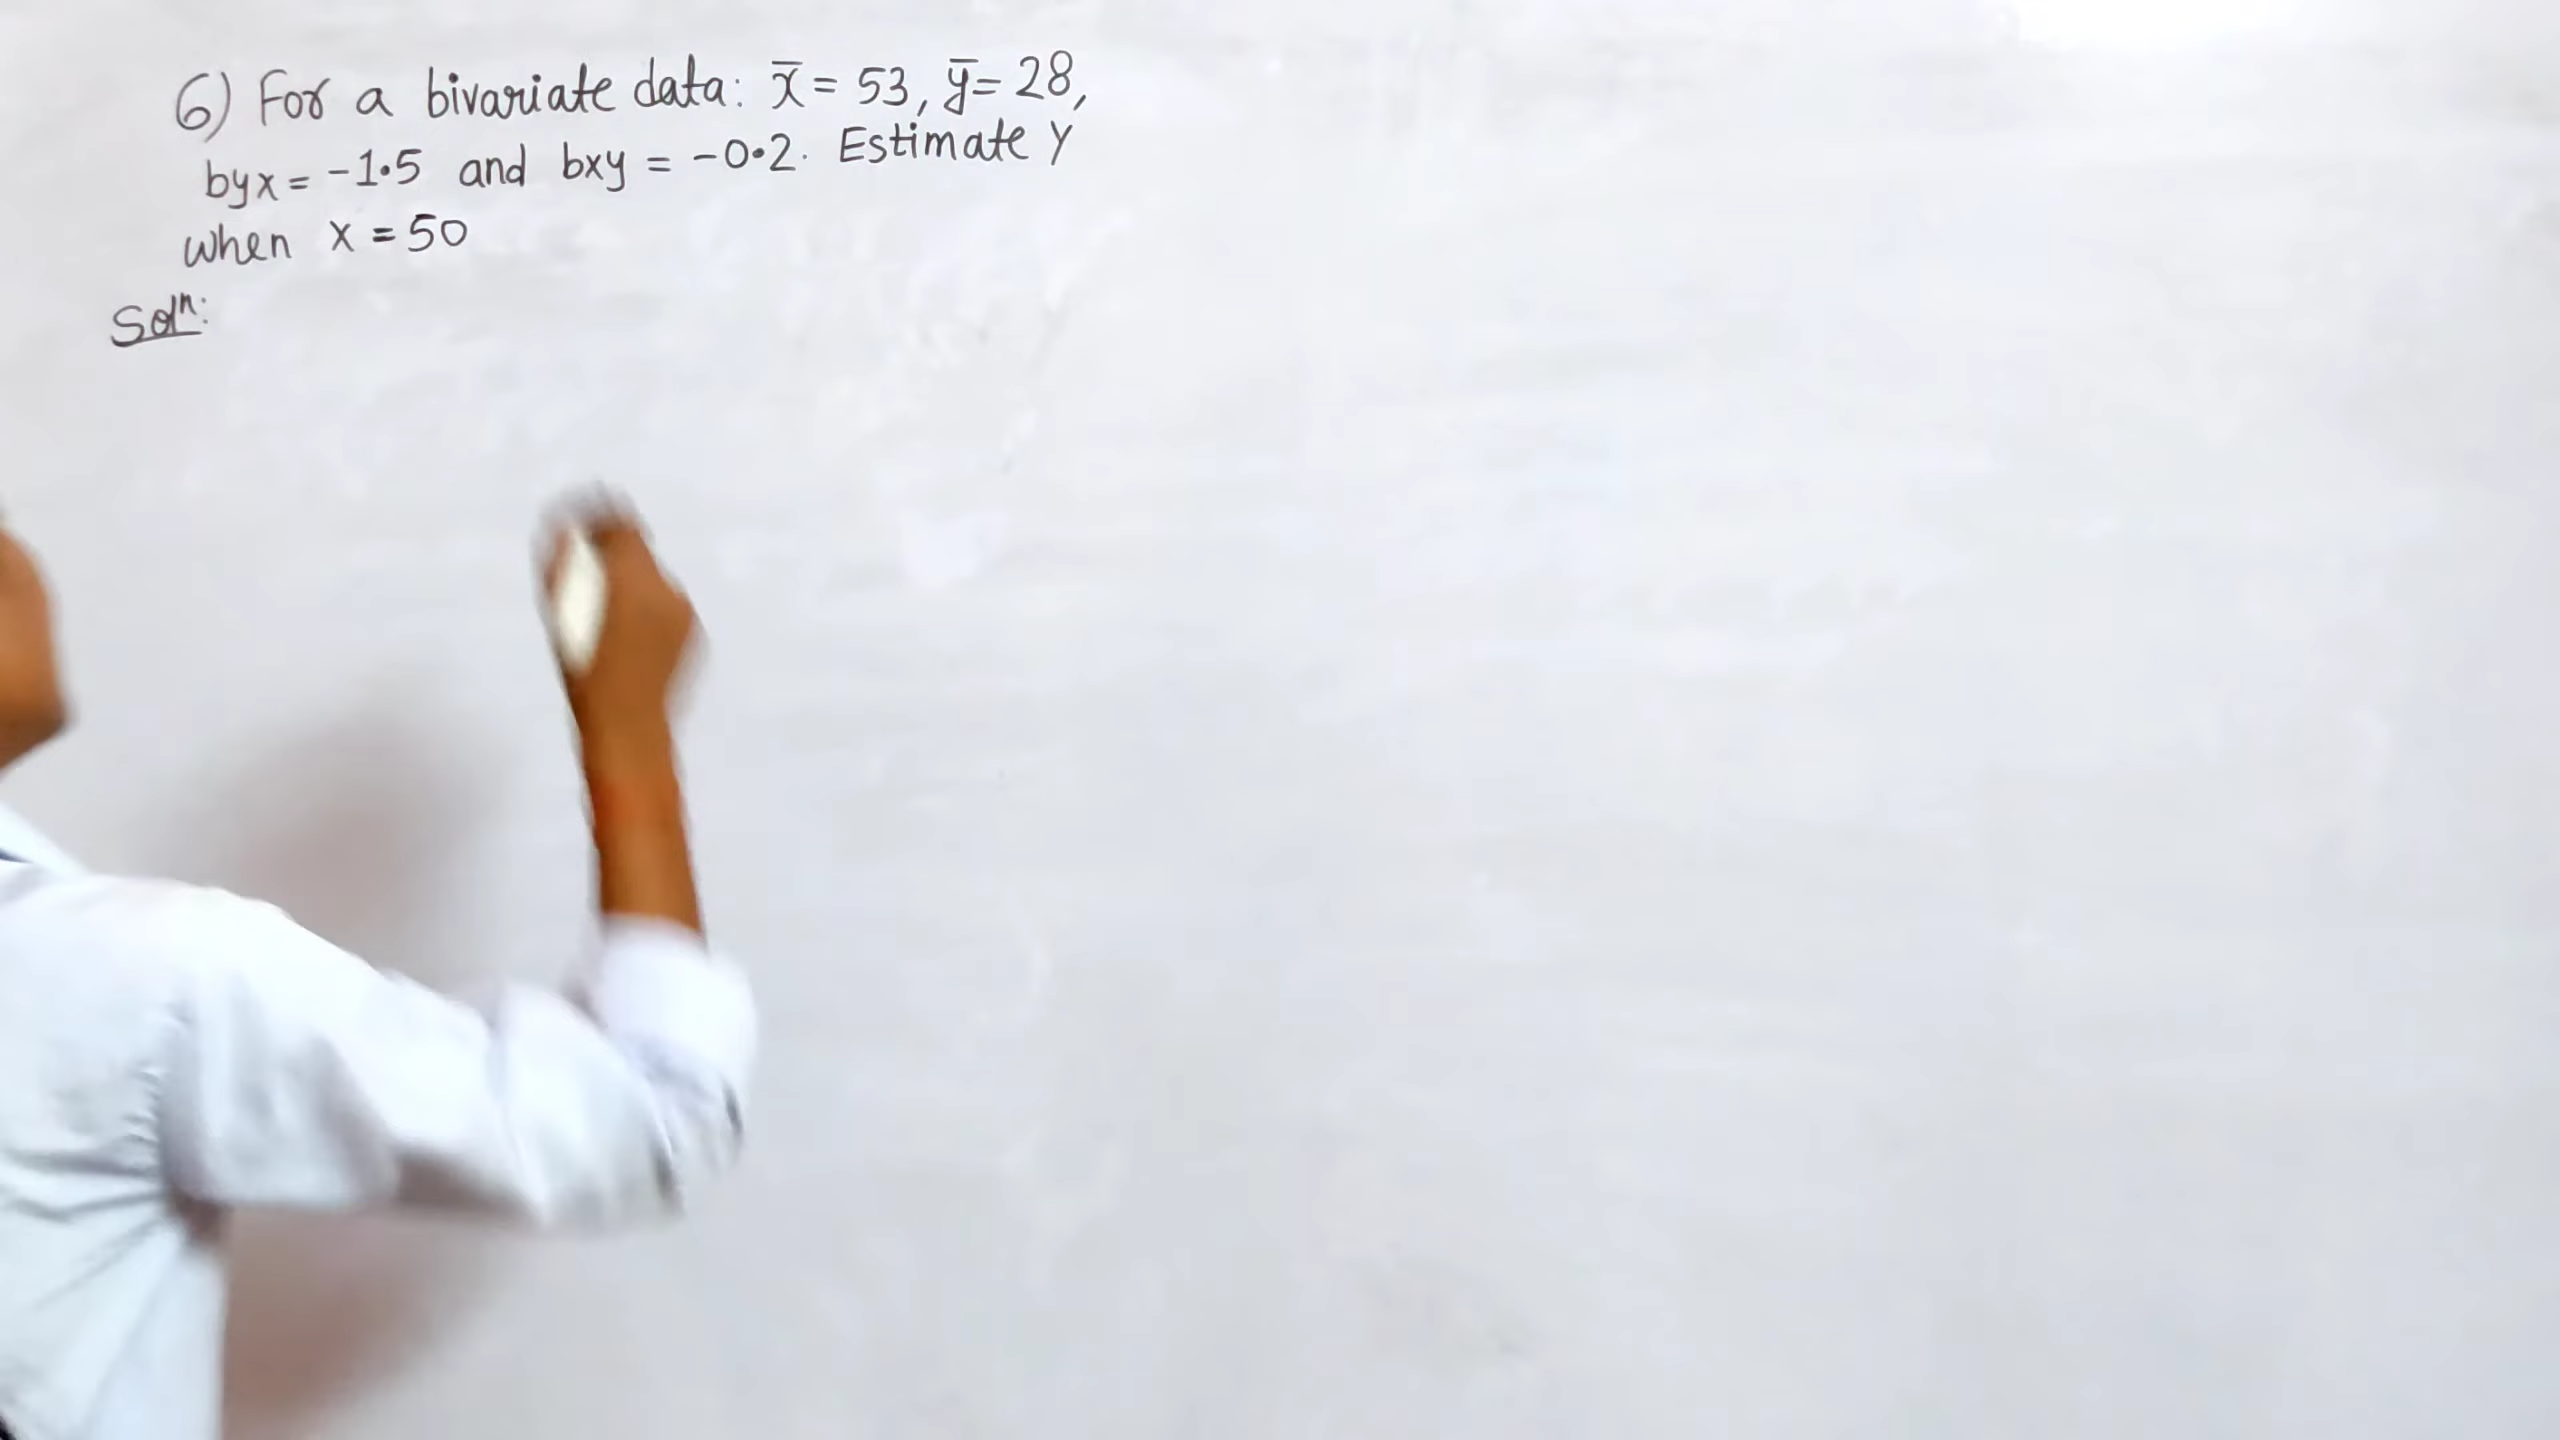 6) For a bivariate data: x̄ = 53, ȳ = 28,
byx = -1.5 and bxy = -0.2. Estimate Y
when x = 50
Solⁿ: